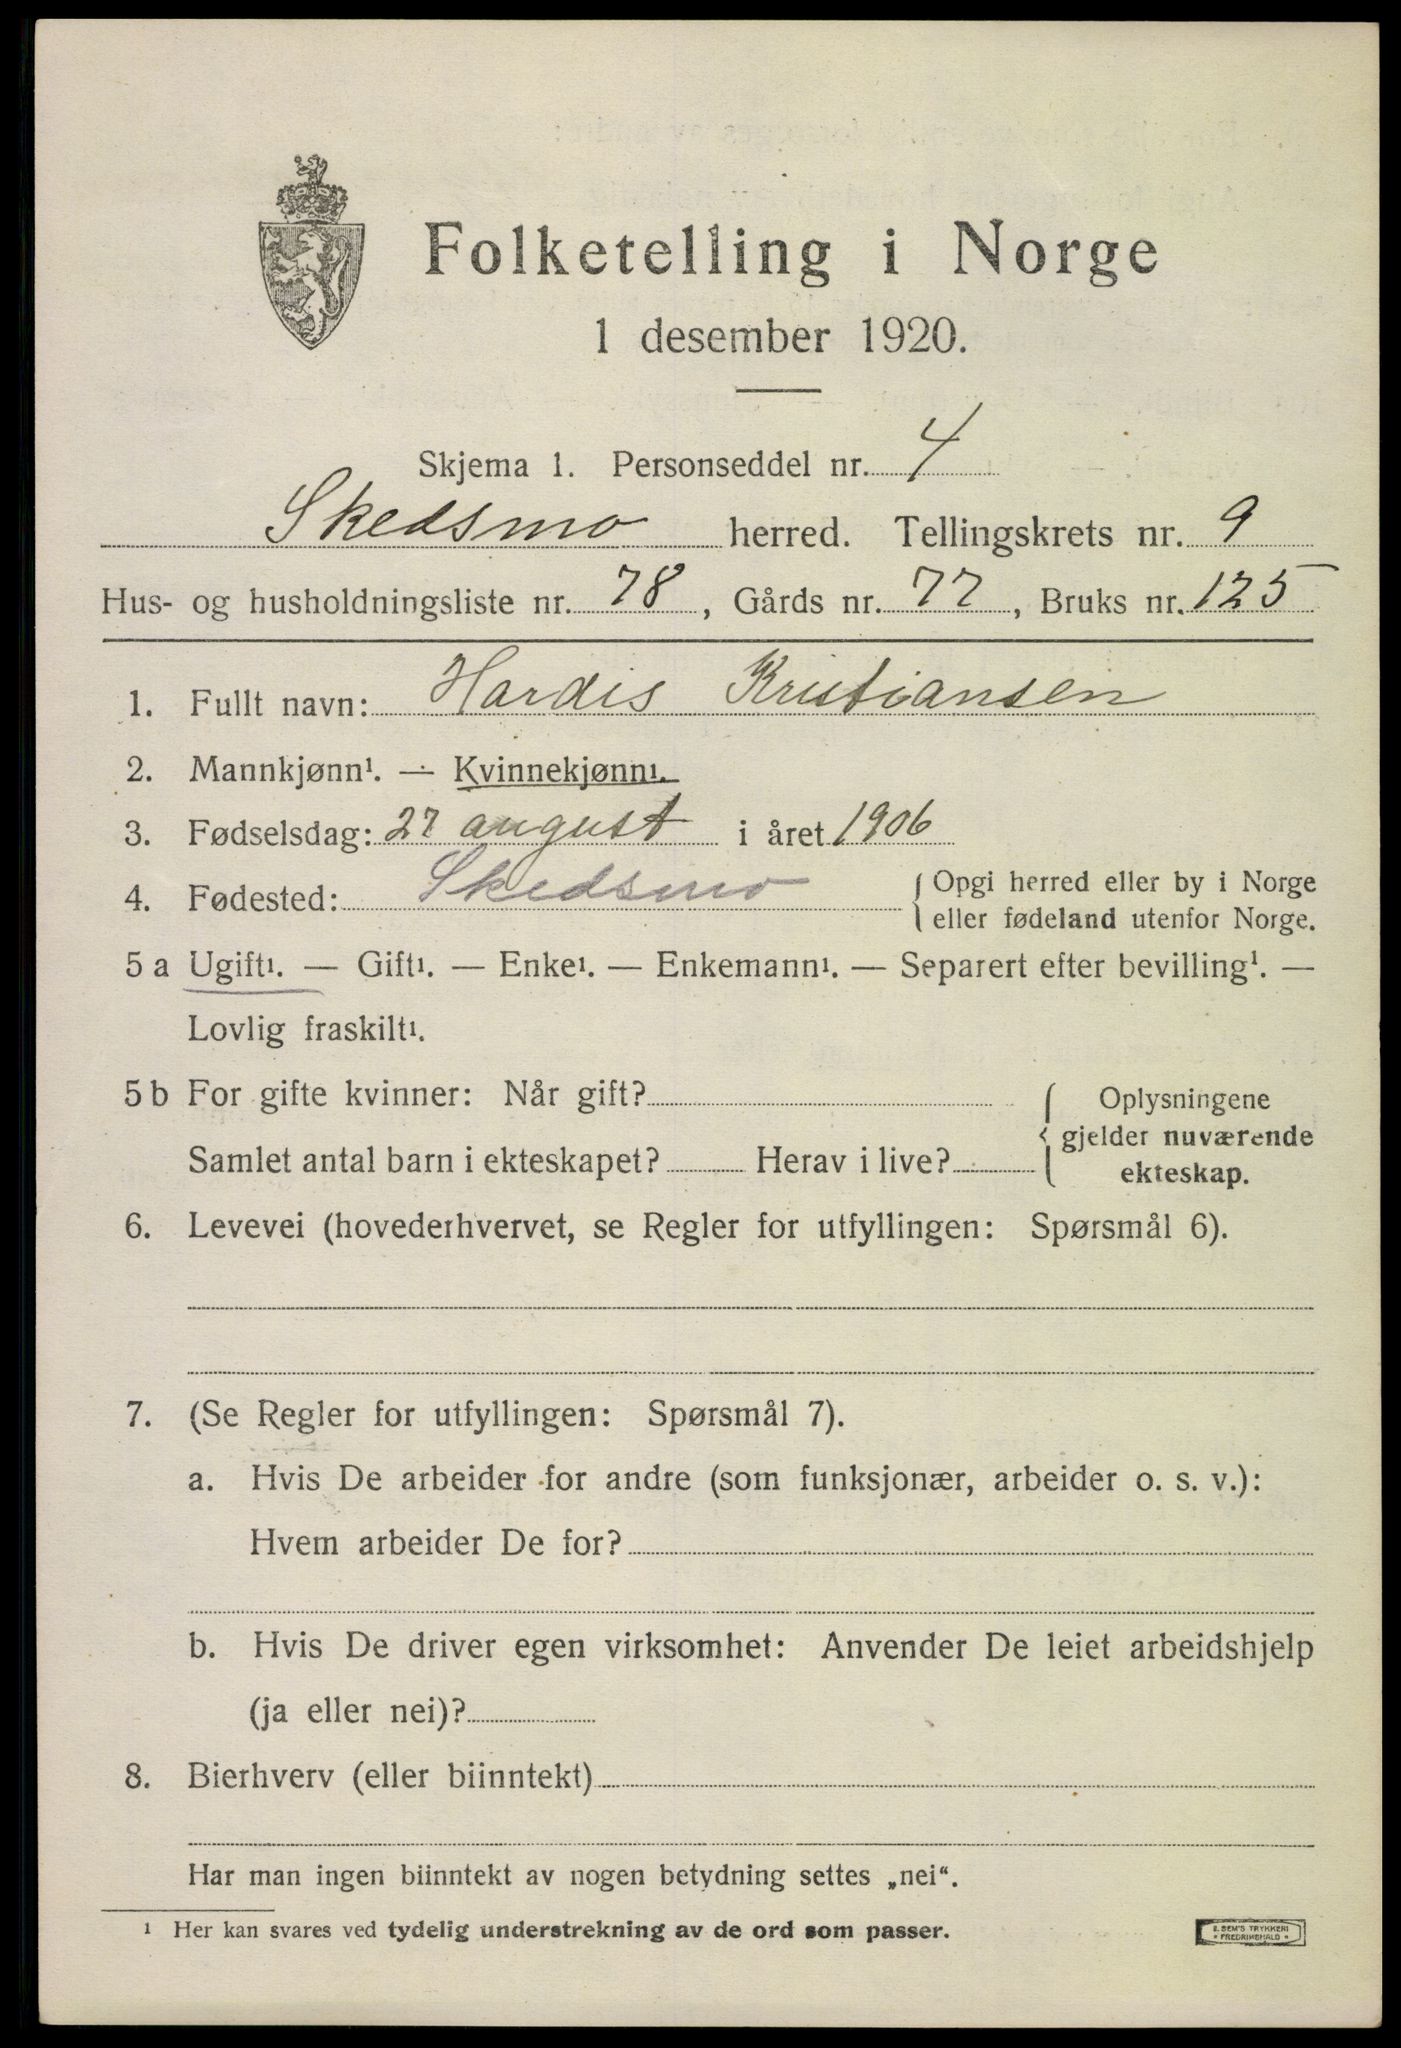 Folketelling i Norge
1 desember 1920.
Skjema 1. Personseddel nr. 4
Skedsmo herred. Tellingskrets nr. 9
Hus- og husholdningsliste nr. 78, Gårds nr. 77, Bruks nr. 125
1. Fullt navn: Hardis Kristiansen
2. Mannkjønn¹. — Kvinnekjønn¹.
3. Fødselsdag: 27 august i året 1906
4. Fødested: Skedsmo { Opgi herred eller by i Norge
eller fødeland utenfor Norge.
5 a Ugift¹. — Gift¹. — Enke¹. — Enkemann¹. — Separert efter bevilling¹. —
Lovlig fraskilt¹.
5 b For gifte kvinner: Når gift? { Oplysningene
gjelder nuværende
Samlet antal barn i ekteskapet? Herav i live? ekteskap.
6. Levevei (hovederhvervet, se Regler for utfyllingen: Spørsmål 6).
7. (Se Regler for utfyllingen: Spørsmål 7).
a. Hvis De arbeider for andre (som funksjonær, arbeider o. s. v.):
Hvem arbeider De for?
b. Hvis De driver egen virksomhet: Anvender De leiet arbeidshjelp
(ja eller nei)?
8. Bierhverv (eller biinntekt)
Har man ingen biinntekt av nogen betydning settes „nei“.
¹ Her kan svares ved tydelig understrekning av de ord som passer.
E. SEM'S TRYKKERI
* FREDRIKSHALD *